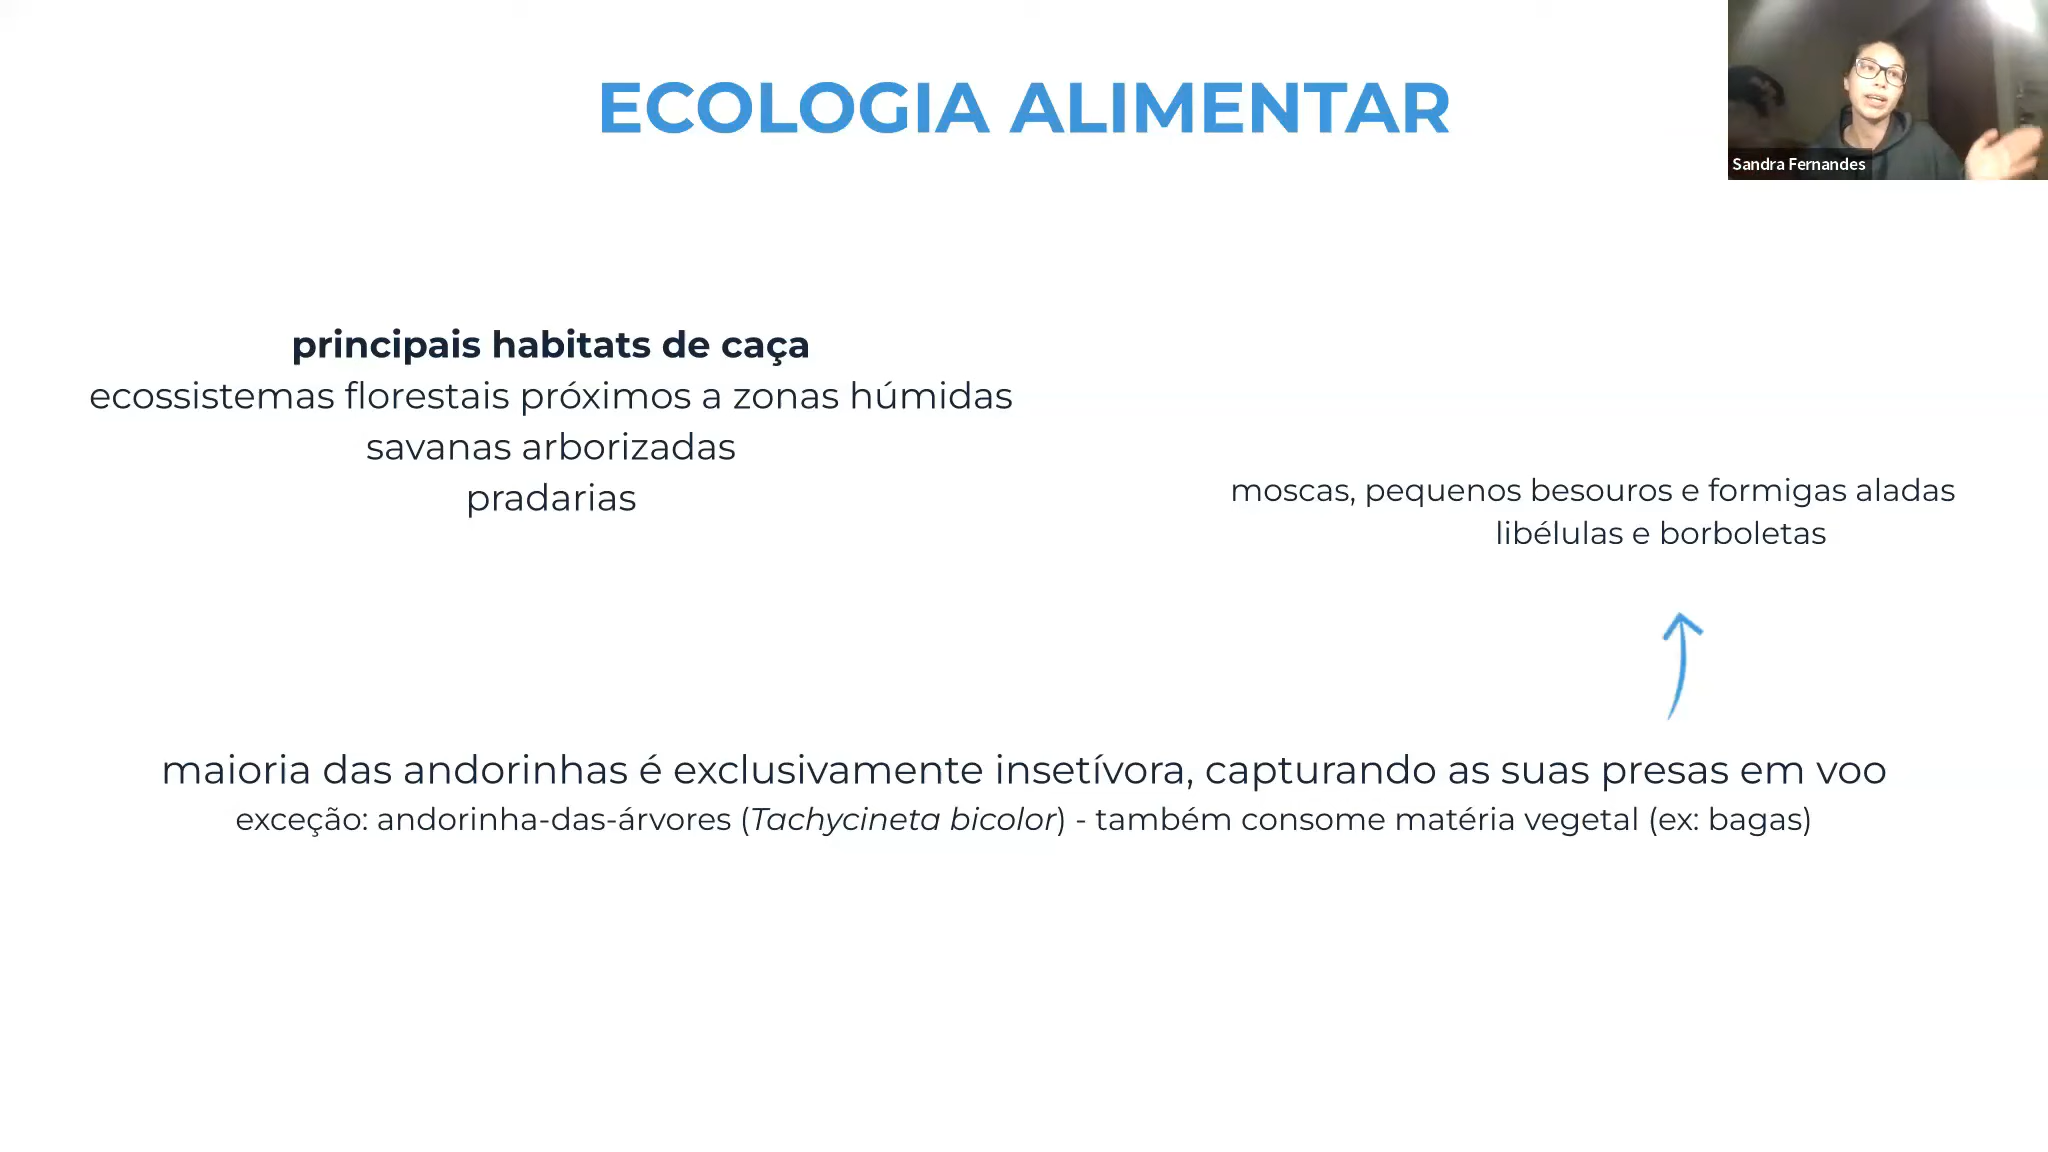 ECOLOGIA ALIMENTAR
Sandra Fernandes
principais habitats de caça
ecossistemas florestais próximos a zonas húmidas
savanas arborizadas
pradarias
moscas, pequenos besouros e formigas aladas
libélulas e borboletas
maioria das andorinhas é exclusivamente insetívora, capturando as suas presas em voo
exceção: andorinha-das-árvores (Tachycineta bicolor) - também consome matéria vegetal (ex: bagas)